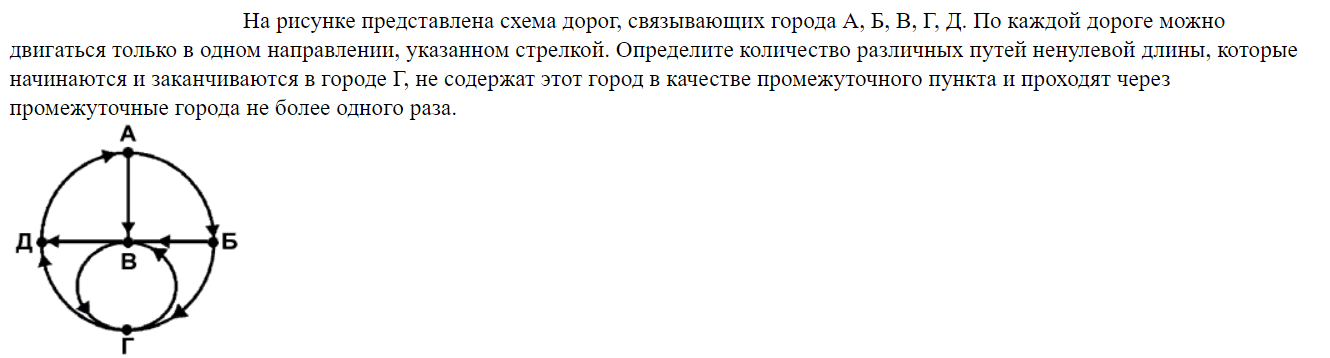 На рисунке представлена схема дорог, связывающих города А, Б, В, Г, Д. По каждой дороге можно
двигаться только в одном направлении, указанном стрелкой. Определите количество различных путей ненулевой длины, которые
начинаются и заканчиваются в городе Г, не содержат этот город в качестве промежуточного пункта и проходят через
промежуточные города не более одного раза.
А
Д
Б
В
Г